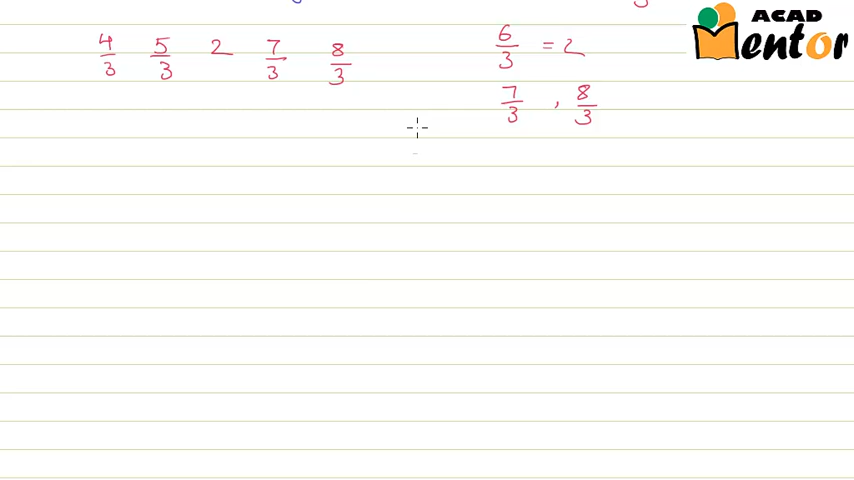 4/3 5/3 2 7/3 8/3
6/3 = 2
7/3 , 8/3
ACAD
Mentor